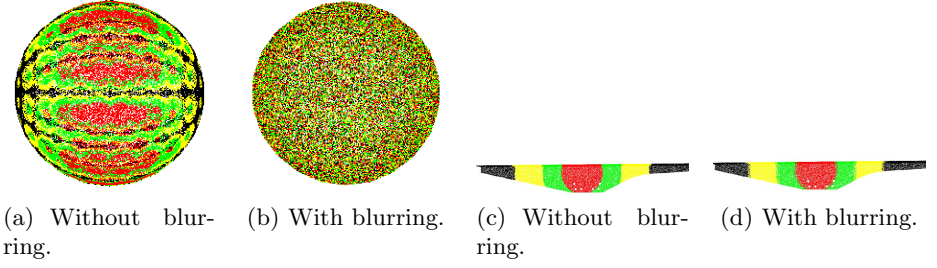 (a) Without blur-
ring.
(b) With blurring.
(c) Without blur-
ring.
(d) With blurring.